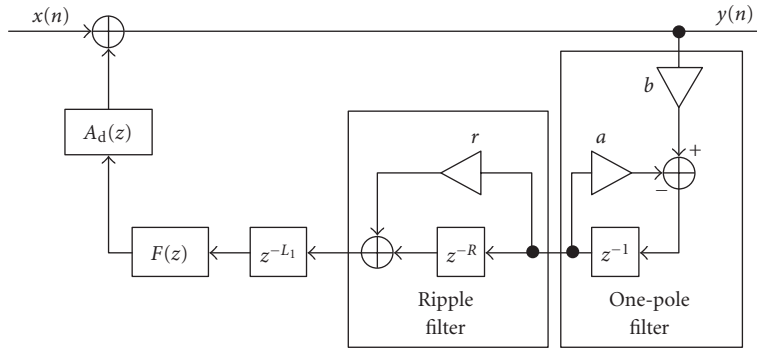 x(n)
y(n)
b
A_d(z)
r
a
+
−
F(z)
z^{-L_1}
z^{-R}
z^{-1}
Ripple
filter
One-pole
filter